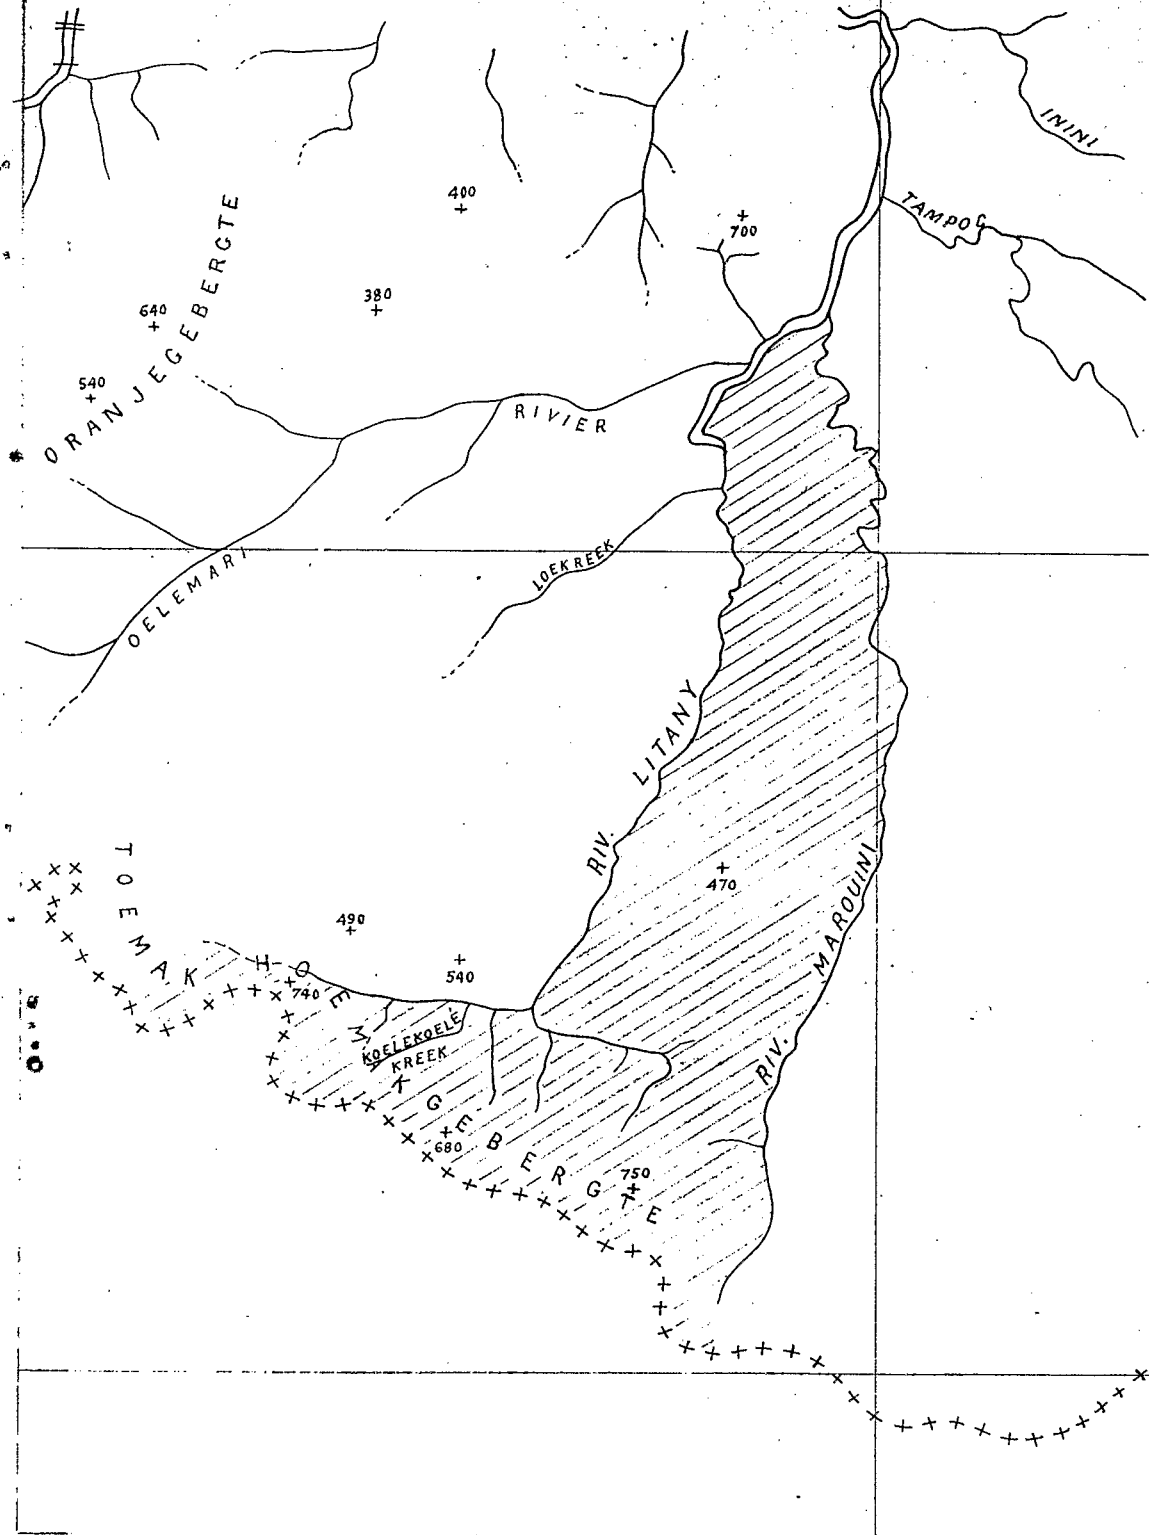 ININI
TAMPOC
400
700
380
640
540
ORANJEGEBERGTE
RIVIER
OELEMARI
LOEKREEK
RIV. LITANY
470
RIV. MAROUINI
TOEMAK HOEMAK GEBERGTE
490
540
740
KOELEKOELE
KREEK
680
750